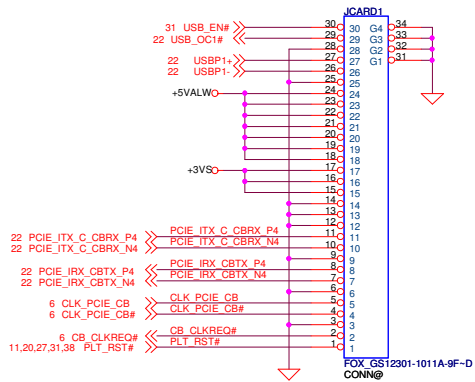 JCARD1
31 USB_EN# 30 30 G4 34
22 USB_OC1# 29 29 G3 33
28 28 G2 32
22 USBP1+ 27 27 G1 31
22 USBP1- 26 26
25 25
+5VALW 24 24
23 23
22 22
21 21
20 20
19 19
18 18
+3VS 17 17
16 16
15 15
14 14
13 13
12 12
22 PCIE_ITX_C_CBRX_P4 PCIE_ITX_C_CBRX_P4 11 11
22 PCIE_ITX_C_CBRX_N4 PCIE_ITX_C_CBRX_N4 10 10
9 9
22 PCIE_IRX_CBTX_P4 PCIE_IRX_CBTX_P4 8 8
22 PCIE_IRX_CBTX_N4 PCIE_IRX_CBTX_N4 7 7
6 6
6 CLK_PCIE_CB CLK_PCIE_CB 5 5
6 CLK_PCIE_CB# CLK_PCIE_CB# 4 4
3 3
6 CB_CLKREQ# CB_CLKREQ# 2 2
11,20,27,31,38 PLT_RST# PLT_RST# 1 1
FOX_GS12301-1011A-9F~D
CONN@